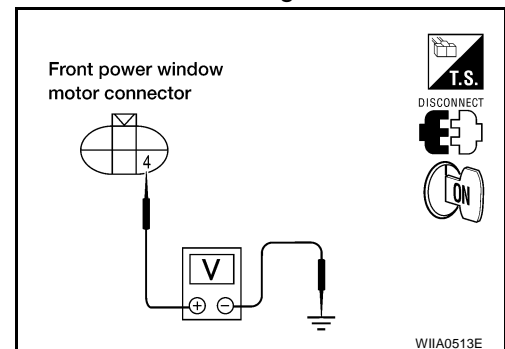 Front power window
motor connector
T.S.
DISCONNECT
4
ON
V
+ −
WIIA0513E